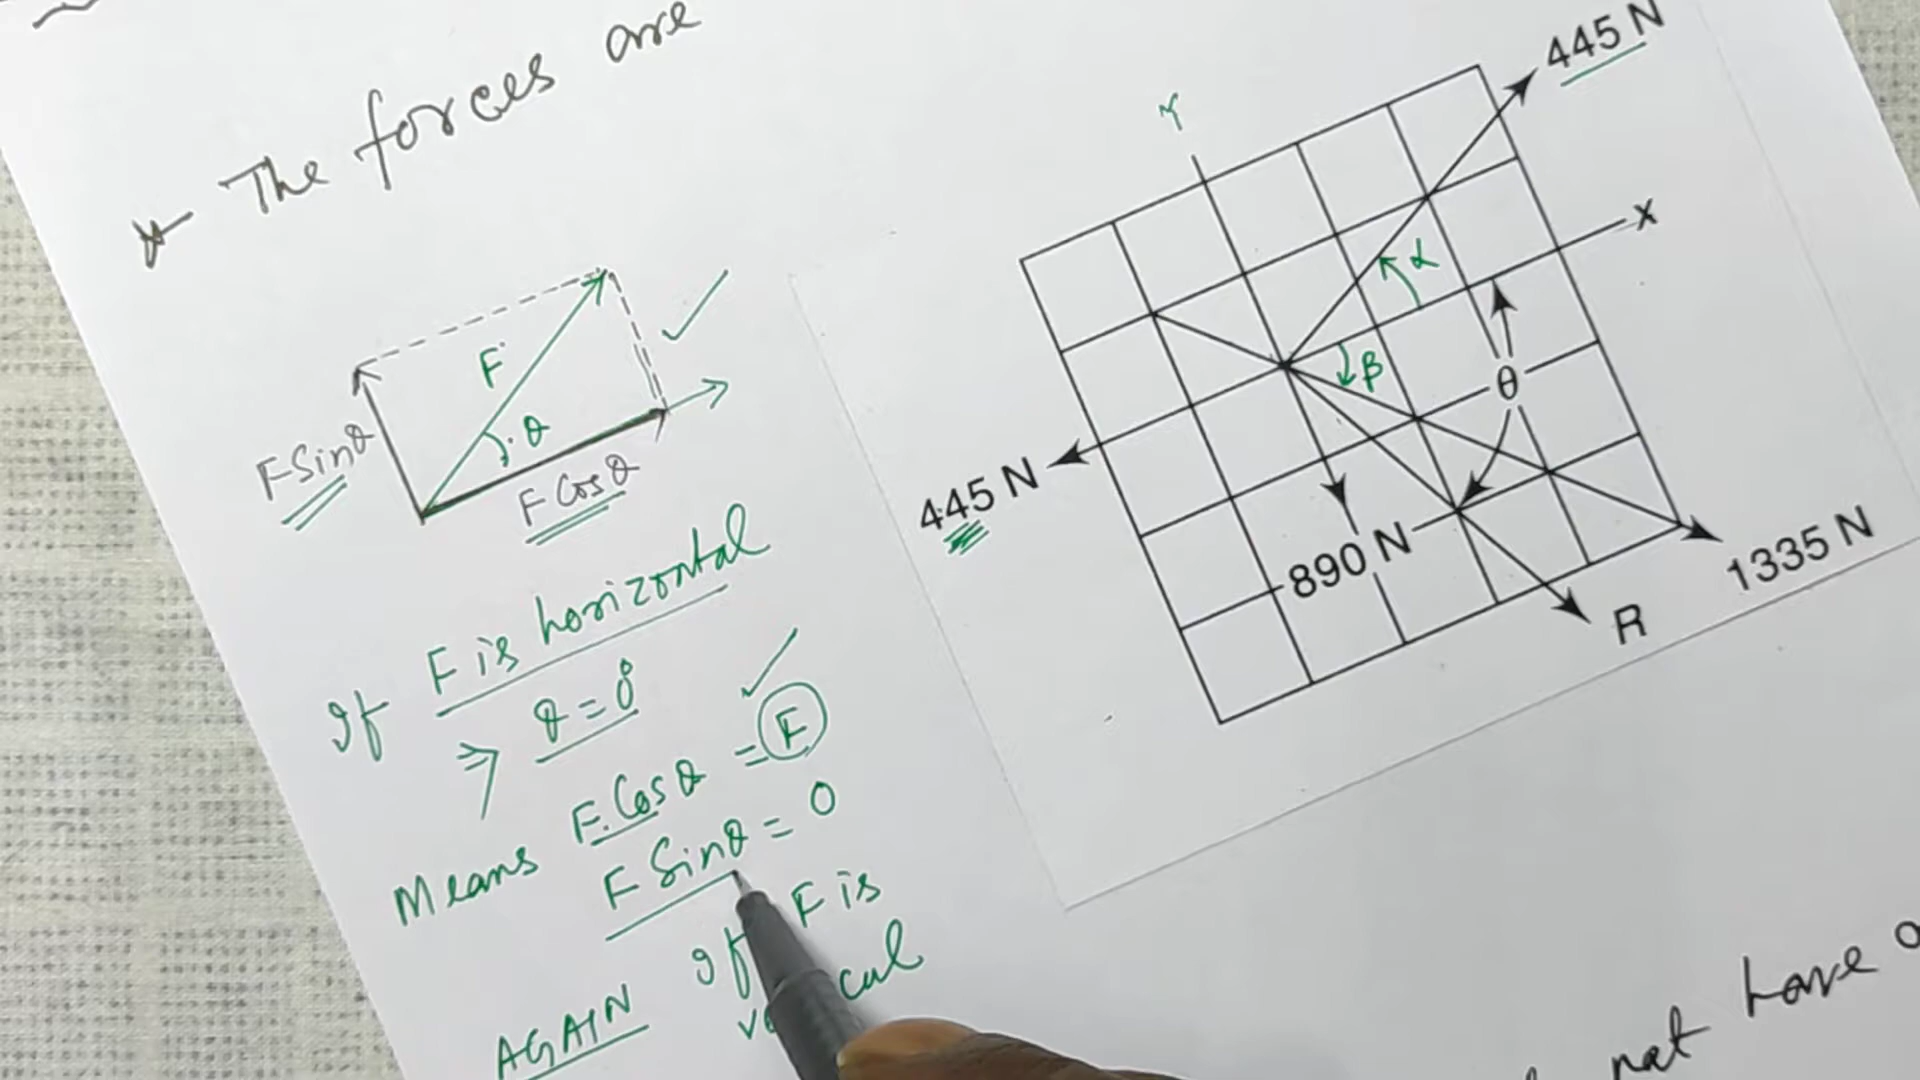 * The forces are
F
θ
F Sinθ
F Cosθ
If F is horizontal
⇒ θ = 0°
Means F. Cosθ = F
F Sinθ = 0
AGAIN If F is
cal
Y
445 N
X
α
β
θ
445 N
890 N
1335 N
R
not have